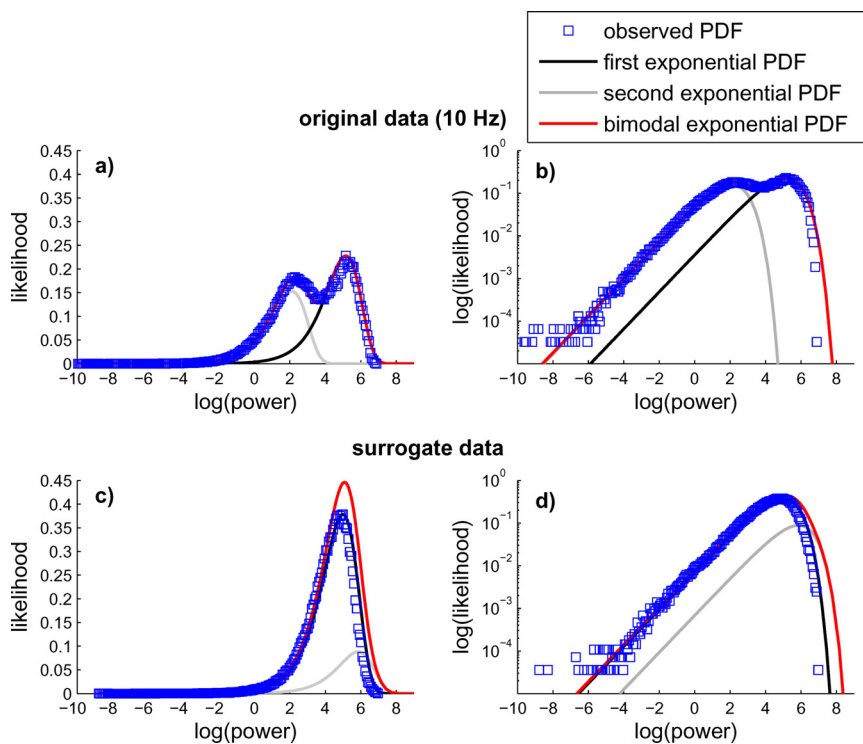 observed PDF
first exponential PDF
second exponential PDF
bimodal exponential PDF
original data (10 Hz)
a)
likelihood
0.45
0.4
0.35
0.3
0.25
0.2
0.15
0.1
0.05
0
−10 −8 −6 −4 −2 0 2 4 6 8
log(power)
b)
log(likelihood)
10^0
10^-1
10^-2
10^-3
10^-4
−10 −8 −6 −4 −2 0 2 4 6 8
log(power)
surrogate data
c)
likelihood
0.45
0.4
0.35
0.3
0.25
0.2
0.15
0.1
0.05
0
−10 −8 −6 −4 −2 0 2 4 6 8
log(power)
d)
log(likelihood)
10^0
10^-1
10^-2
10^-3
10^-4
−10 −8 −6 −4 −2 0 2 4 6 8
log(power)